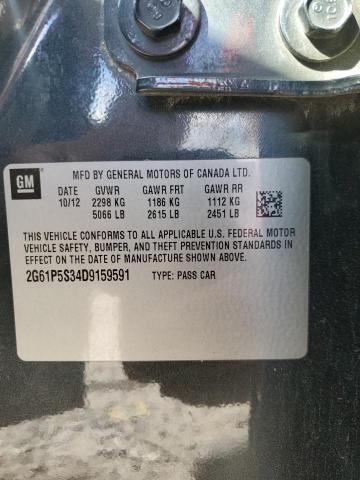 GM
MFD BY GENERAL MOTORS OF CANADA LTD.
DATE GVWR GAWR FRT GAWR RR
10/12 2298 KG 1186 KG 1112 KG
5066 LB 2615 LB 2451 LB
THIS VEHICLE CONFORMS TO ALL APPLICABLE U.S. FEDERAL MOTOR
VEHICLE SAFETY, BUMPER, AND THEFT PREVENTION STANDARDS IN
EFFECT ON THE DATE OF MANUFACTURE SHOWN ABOVE.
2G61P5S34D9159591 TYPE: PASS CAR